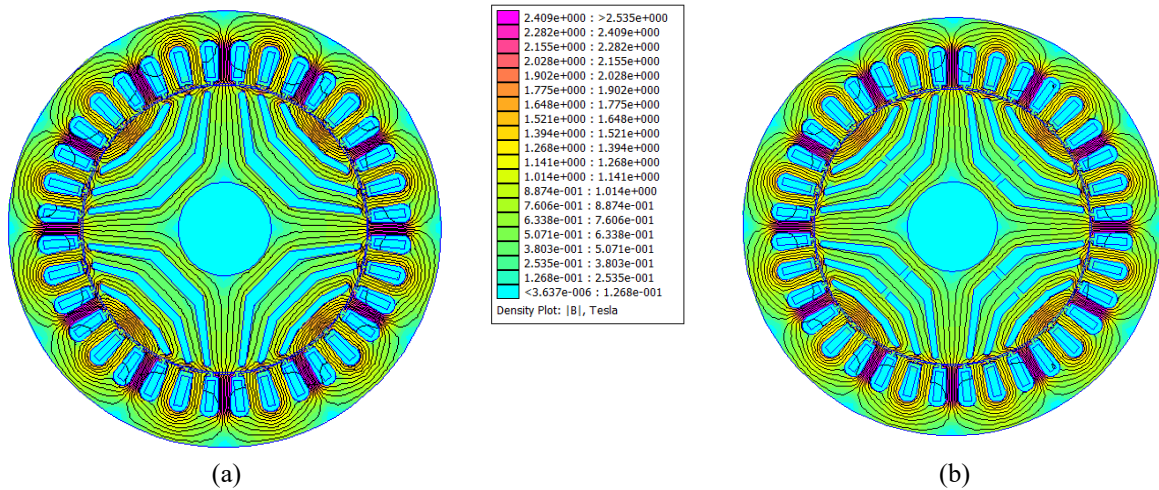 2.409e+000 : >2.535e+000
2.282e+000 : 2.409e+000
2.155e+000 : 2.282e+000
2.028e+000 : 2.155e+000
1.902e+000 : 2.028e+000
1.775e+000 : 1.902e+000
1.648e+000 : 1.775e+000
1.521e+000 : 1.648e+000
1.394e+000 : 1.521e+000
1.268e+000 : 1.394e+000
1.141e+000 : 1.268e+000
1.014e+000 : 1.141e+000
8.874e-001 : 1.014e+000
7.606e-001 : 8.874e-001
6.338e-001 : 7.606e-001
5.071e-001 : 6.338e-001
3.803e-001 : 5.071e-001
2.535e-001 : 3.803e-001
1.268e-001 : 2.535e-001
<3.637e-006 : 1.268e-001
Density Plot: |B|, Tesla
(a)
(b)